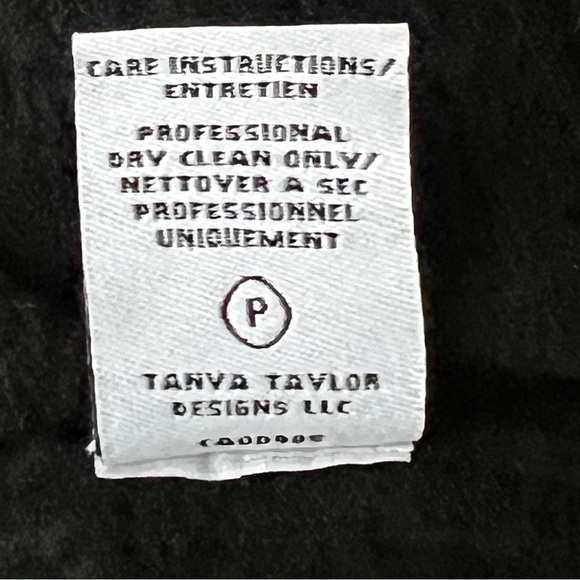 CARE INSTRUCTIONS/
ENTRETIEN
PROFESSIONAL
DRY CLEAN ONLY/
NETTOYER A SEC
PROFESSIONNEL
UNIQUEMENT
P
TANYA TAYLOR
DESIGNS LLC